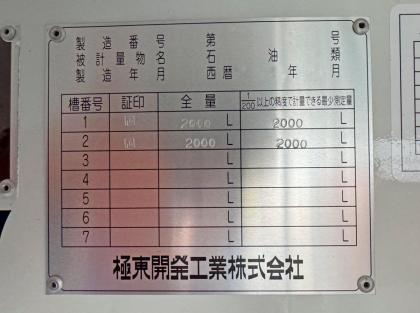 製造番号 第 号
被計量物名 石油類
製造年月 西暦 年 月
槽番号 証印 全量 1/200以上の精度で計量できる最少測定量
1 2000 L 2000 L
2 2000 L 2000 L
3 L L
4 L L
5 L L
6 L L
7 L L
極東開発工業株式会社